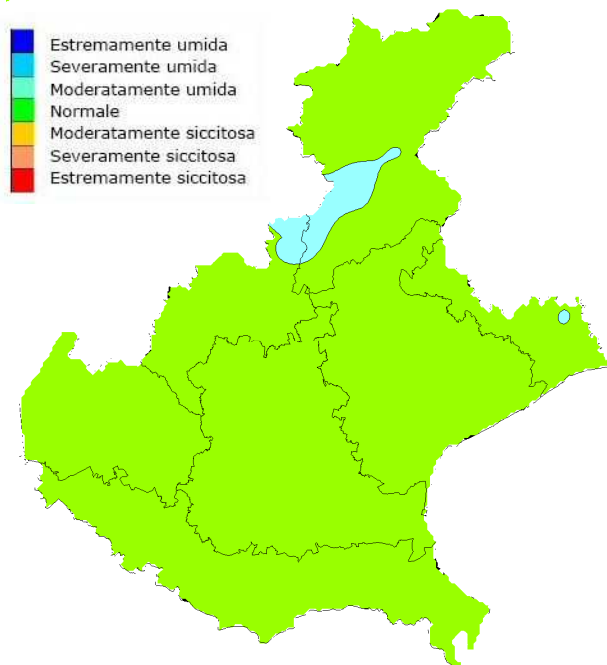 Estremamente umida
Severamente umida
Moderatamente umida
Normale
Moderatamente siccitosa
Severamente siccitosa
Estremamente siccitosa